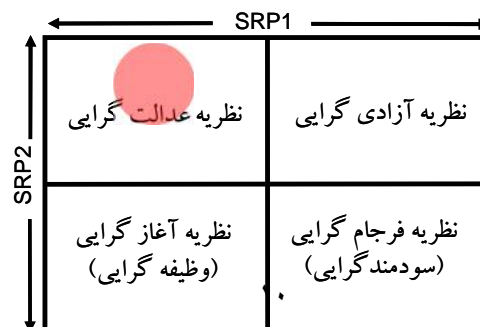 SRP1
SRP2
نظریه آزادی گرایی
نظریه عدالت گرایی
نظریه فرجام گرایی
(سودمندگرایی)
نظریه آغاز گرایی
(وظیفه گرایی)